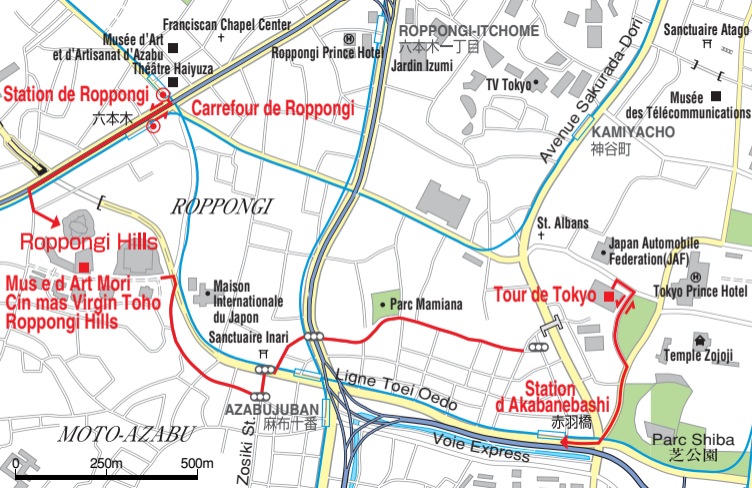 Franciscan Chapel Center
Musée d'Art
et d'Artisanat d'Azabu
Théâtre Haiyuza
Roppongi Prince Hotel
ROPPONGI-ITCHOME
六本木一丁目
Jardin Izumi
Sanctuaire Atago
TV Tokyo
Avenue Sakurada-Dori
Musée
des Télécommunications
Station de Roppongi
六本木
Carrefour de Roppongi
KAMIYACHO
神谷町
ROPPONGI
St. Albans
Japan Automobile
Federation(JAF)
Roppongi Hills
Mus e d Art Mori
Cin mas Virgin Toho
Roppongi Hills
Maison
Internationale
du Japon
Parc Mamiana
Tour de Tokyo
Tokyo Prince Hotel
Sanctuaire Inari
Temple Zojoji
Ligne Toei Oedo
Station
d Akabanebashi
赤羽橋
AZABUJUBAN
麻布十番
MOTO-AZABU
Zosiki St.
Voie Express
Parc Shiba
芝公園
0 250m 500m